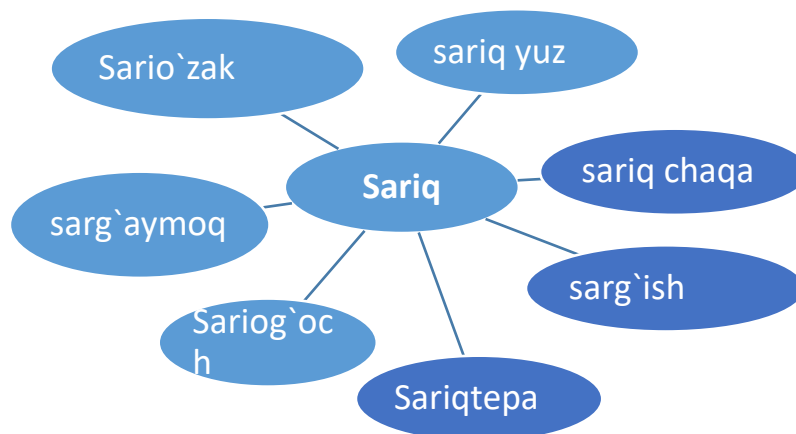 Sario`zak
sariq yuz
Sariq
sariq chaqa
sarg`aymoq
sarg`ish
Sariog`oc
h
Sariqtepa